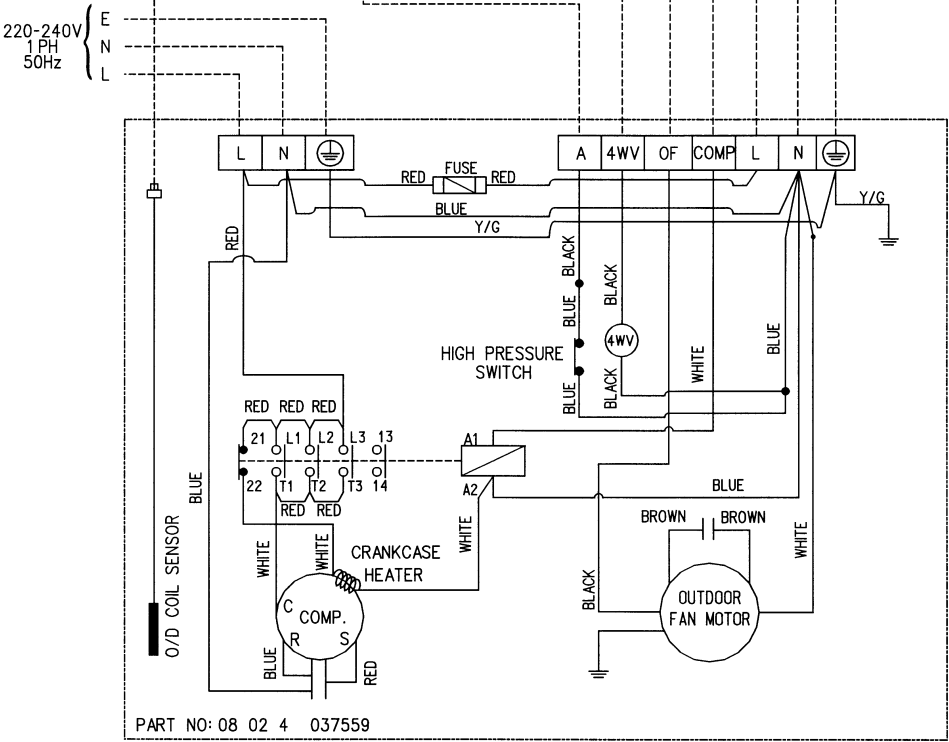 220-240V
1 PH
50Hz
E
N
L
L N
A 4WV OF COMP L N
RED FUSE RED
BLUE
Y/G
Y/G
RED
BLACK
BLUE
BLACK
4WV
HIGH PRESSURE
SWITCH
BLUE
BLACK
WHITE
BLUE
RED RED RED
21 L1 L2 L3 13
22 T1 T2 T3 14
RED RED
A1
A2
BLUE
BLUE
WHITE
WHITE
WHITE
CRANKCASE
HEATER
COMP.
C
R S
BLUE
RED
BROWN BROWN
WHITE
BLACK
OUTDOOR
FAN MOTOR
O/D COIL SENSOR
PART NO: 08 02 4 037559